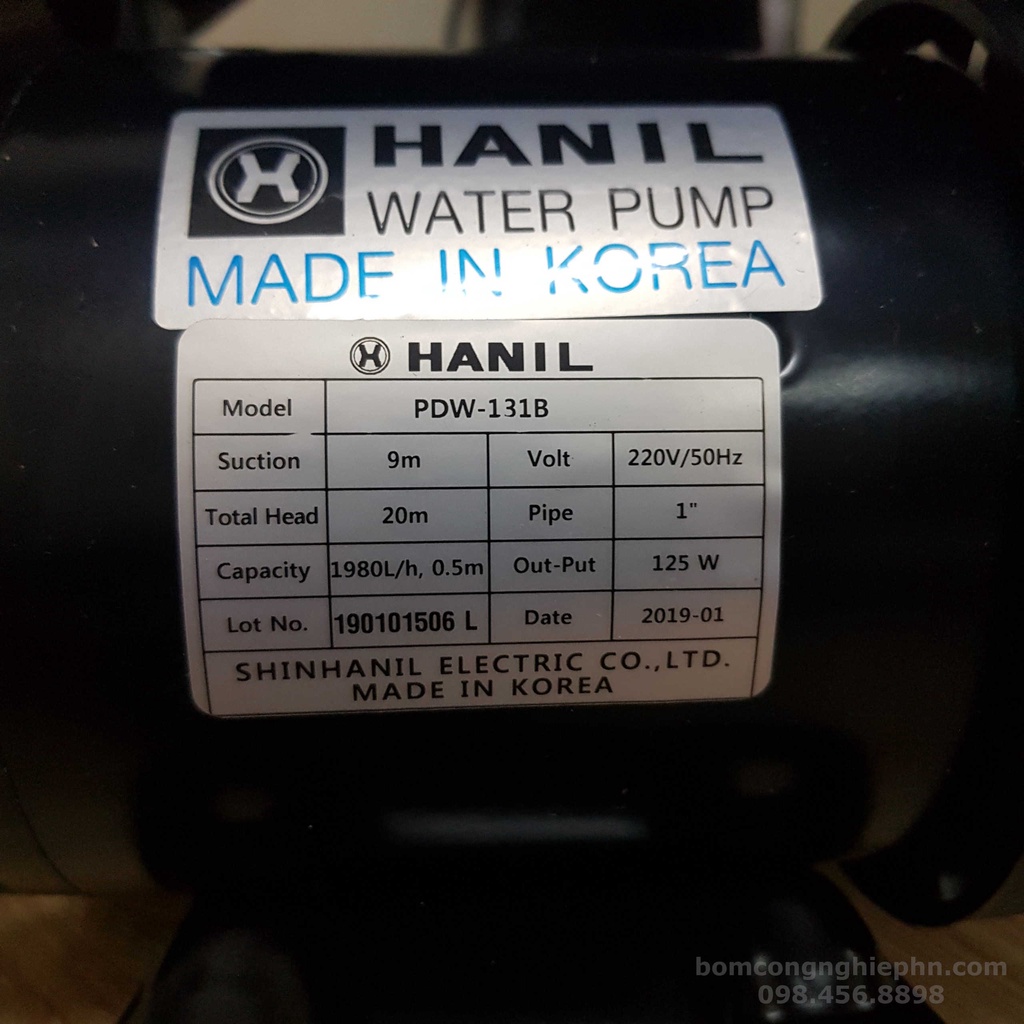 HANIL
WATER PUMP
MADE IN KOREA
HANIL
Model PDW-131B
Suction 9m Volt 220V/50Hz
Total Head 20m Pipe 1"
Capacity 1980L/h, 0.5m Out-Put 125 W
Lot No. 190101506 L Date 2019-01
SHINHANIL ELECTRIC CO.,LTD.
MADE IN KOREA
bomcongnghiephn.com
098.456.8898